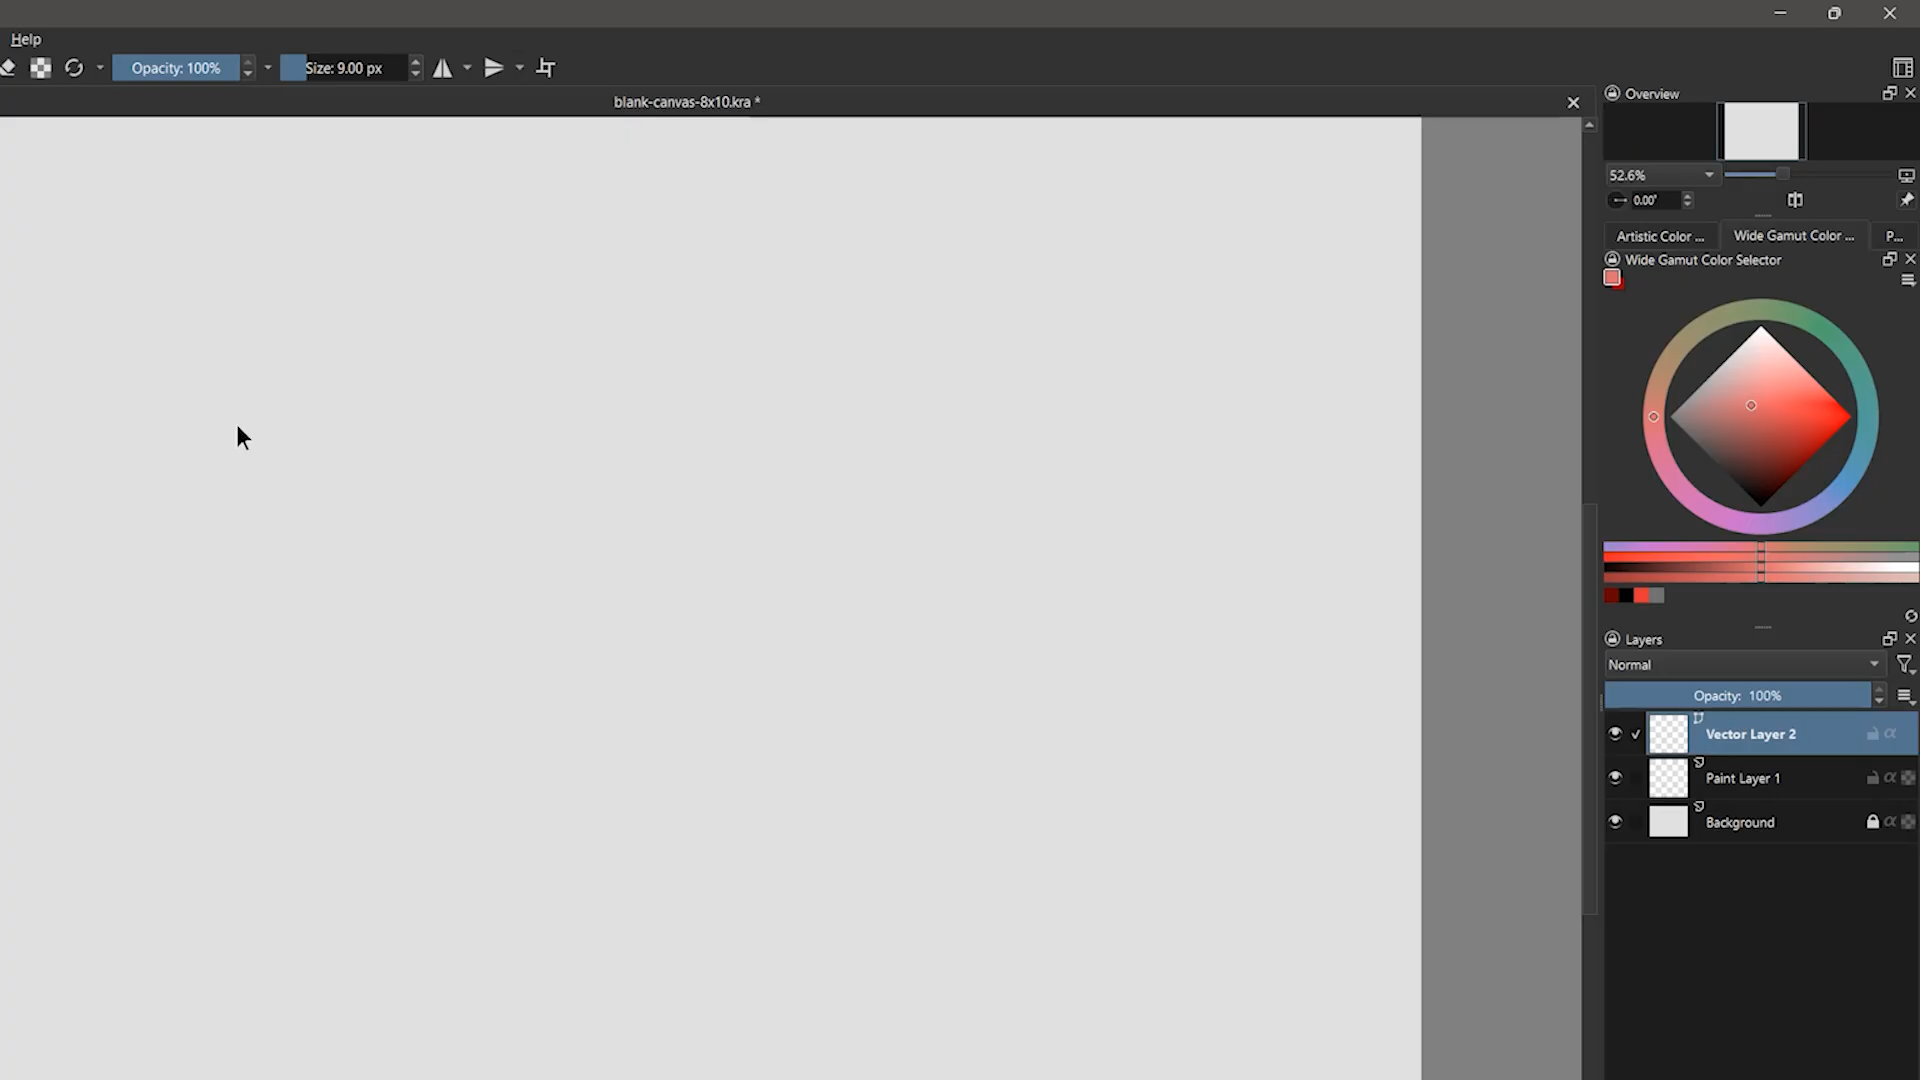 Help
Opacity: 100%
Size: 9.00 px
blank-canvas-8x10.kra *
Overview
52.6%
0.00°
Artistic Color ...
Wide Gamut Color ...
P...
Wide Gamut Color Selector
Layers
Normal
Opacity: 100%
Vector Layer 2
Paint Layer 1
Background